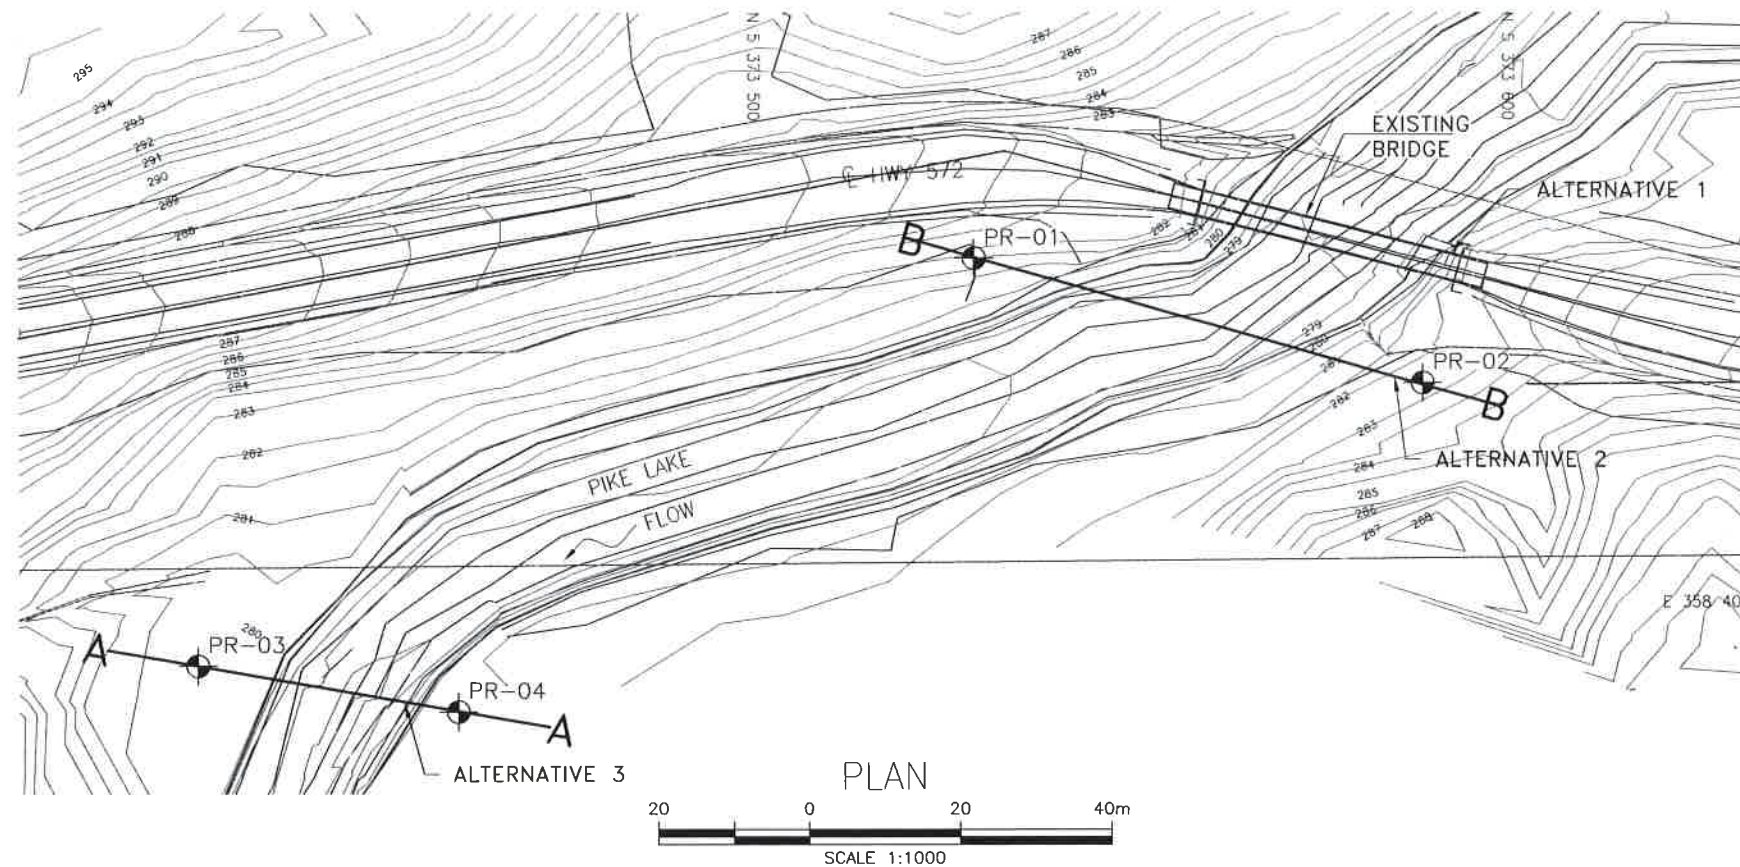 295
294
293
292
291
290
289
288
N 5 373 500
287
286
285
284
283
N 5 373 600
EXISTING
BRIDGE
ALTERNATIVE 1
℄ HWY 572
B
PR-01
282
281
280
279
287
286
285
284
283
282
281
279
280
281
PR-02
B
282
283
284
285
286
287
288
ALTERNATIVE 2
PIKE LAKE
FLOW
E 358 40
280
A
PR-03
PR-04
A
ALTERNATIVE 3
PLAN
20 0 20 40m
SCALE 1:1000